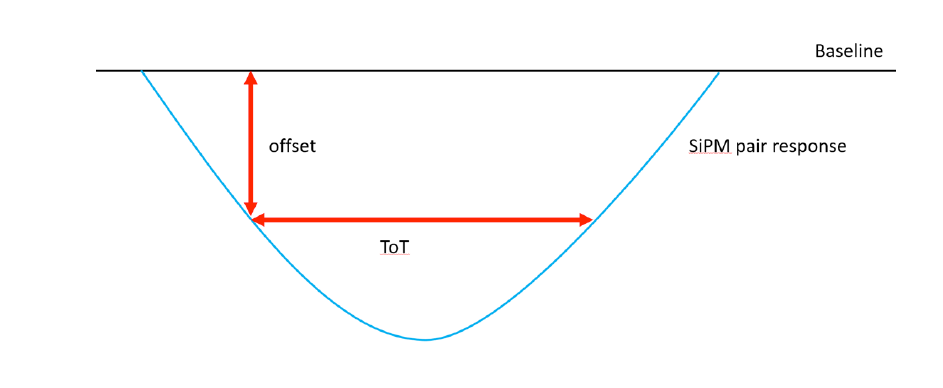 Baseline
offset
SiPM pair response
ToT